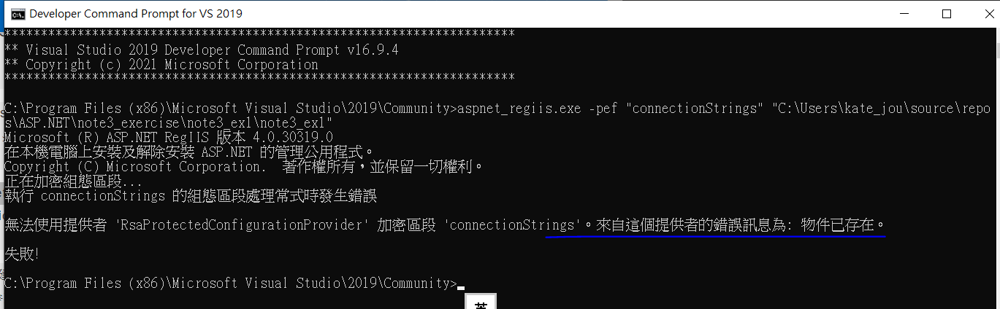 Developer Command Prompt for VS 2019
**********************************************************************
** Visual Studio 2019 Developer Command Prompt v16.9.4
** Copyright (c) 2021 Microsoft Corporation
**********************************************************************
C:\Program Files (x86)\Microsoft Visual Studio\2019\Community>aspnet_regiis.exe -pef "connectionStrings" "C:\Users\kate_jou\source\repo
s\ASP.NET\note3_exercise\note3_ex1\note3_ex1"
Microsoft (R) ASP.NET RegIIS 版本 4.0.30319.0
在本機電腦上安裝及解除安裝 ASP.NET 的管理公用程式。
Copyright (C) Microsoft Corporation.  著作權所有，並保留一切權利。
正在加密組態區段...
執行 connectionStrings 的組態區段處理常式時發生錯誤
無法使用提供者 'RsaProtectedConfigurationProvider' 加密區段 'connectionStrings'。來自這個提供者的錯誤訊息為: 物件已存在。
失敗!
C:\Program Files (x86)\Microsoft Visual Studio\2019\Community>
英